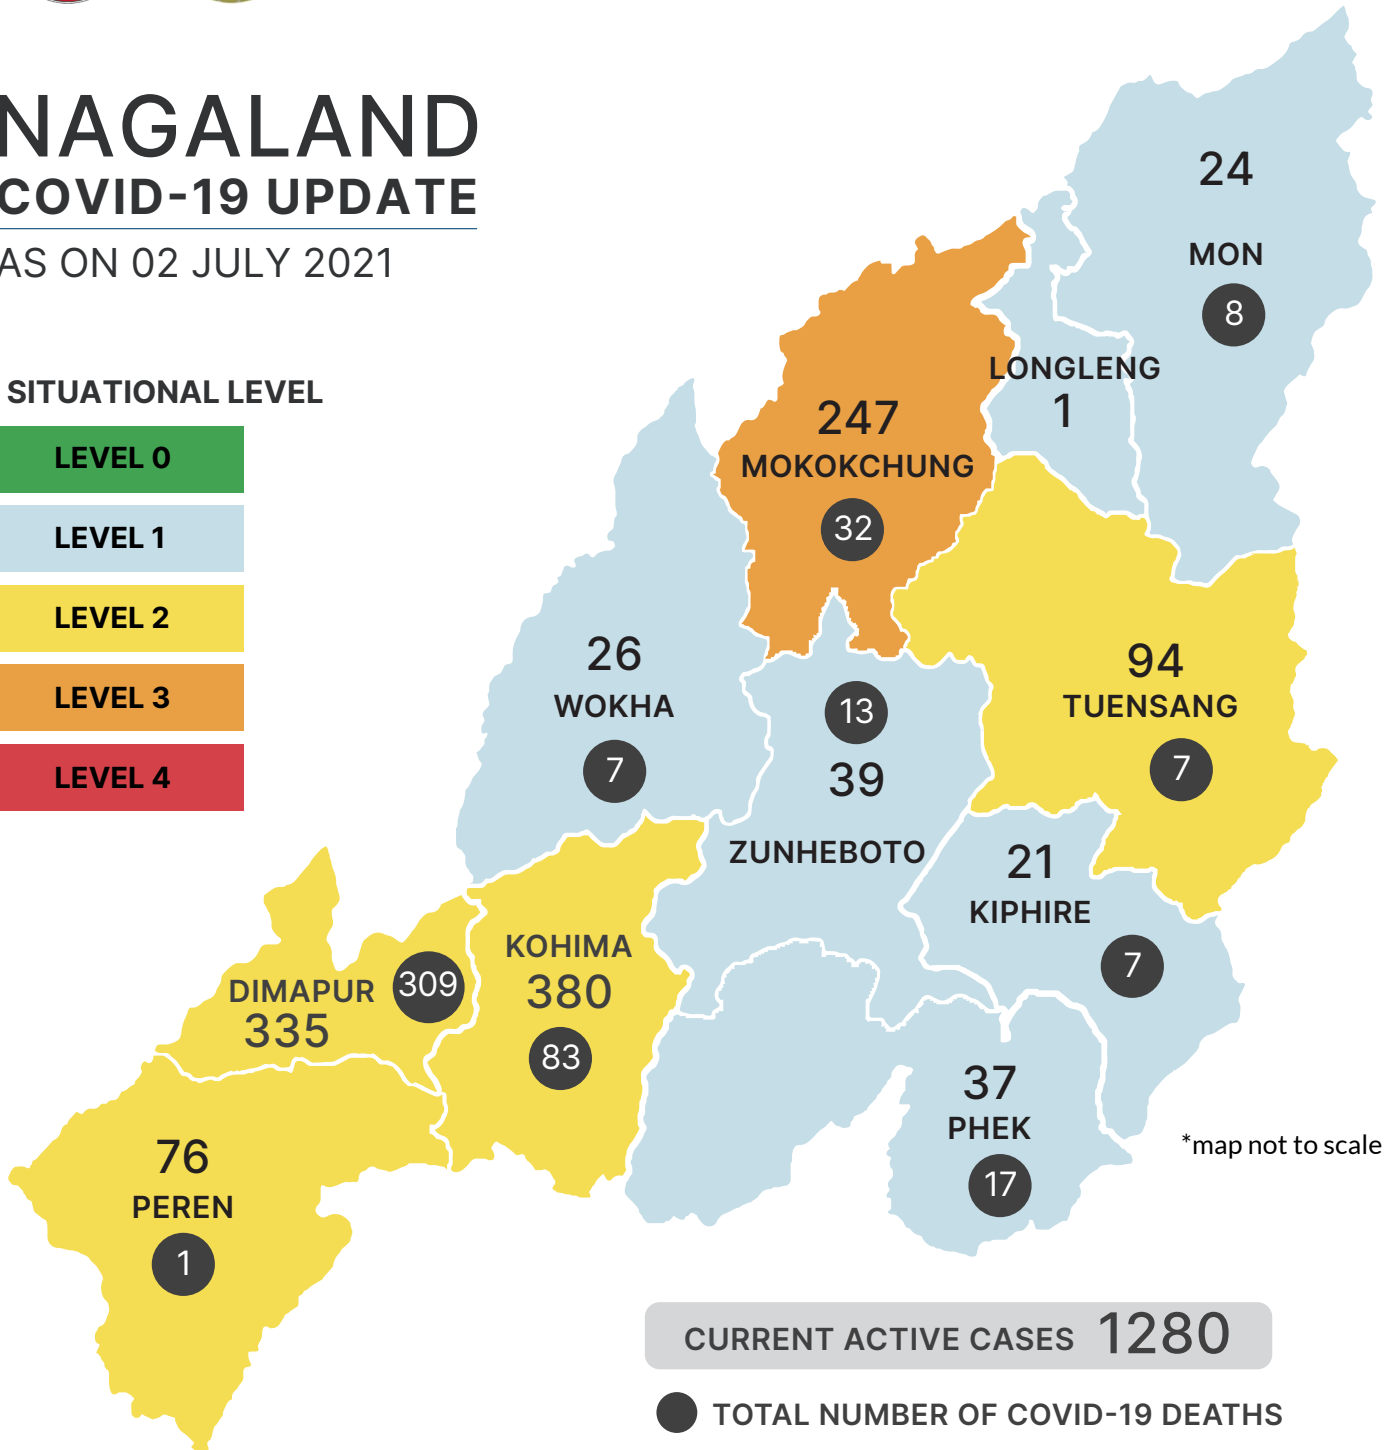 NAGALAND
COVID-19 UPDATE
AS ON 02 JULY 2021
SITUATIONAL LEVEL
LEVEL 0
LEVEL 1
LEVEL 2
LEVEL 3
LEVEL 4
24
MON
8
LONGLENG
1
247
MOKOKCHUNG
32
26
WOKHA
7
13
39
ZUNHEBOTO
94
TUENSANG
7
21
KIPHIRE
7
KOHIMA
380
83
DIMAPUR
335
309
37
PHEK
17
76
PEREN
1
*map not to scale
CURRENT ACTIVE CASES 1280
TOTAL NUMBER OF COVID-19 DEATHS